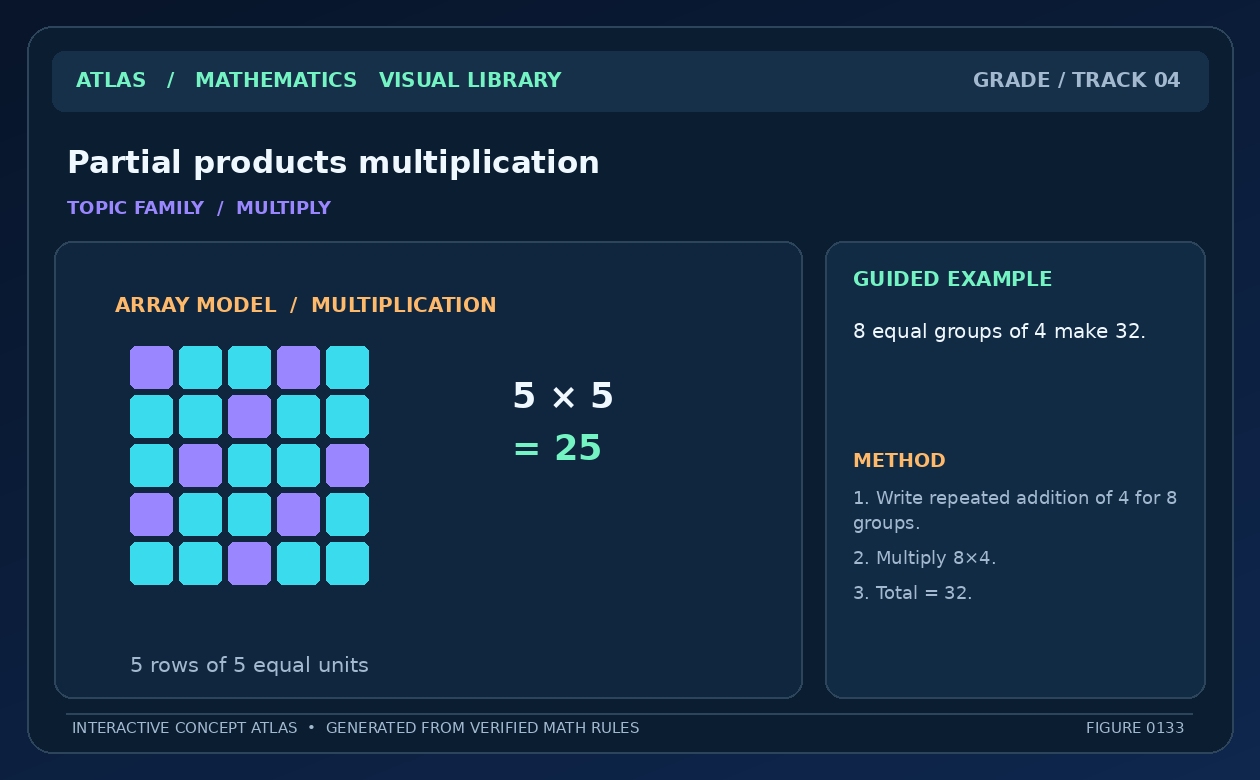 ATLAS / MATHEMATICS VISUAL LIBRARY
GRADE / TRACK 04
Partial products multiplication
TOPIC FAMILY / MULTIPLY
ARRAY MODEL / MULTIPLICATION
5 × 5
= 25
5 rows of 5 equal units
GUIDED EXAMPLE
8 equal groups of 4 make 32.
METHOD
1. Write repeated addition of 4 for 8
groups.
2. Multiply 8×4.
3. Total = 32.
INTERACTIVE CONCEPT ATLAS • GENERATED FROM VERIFIED MATH RULES
FIGURE 0133